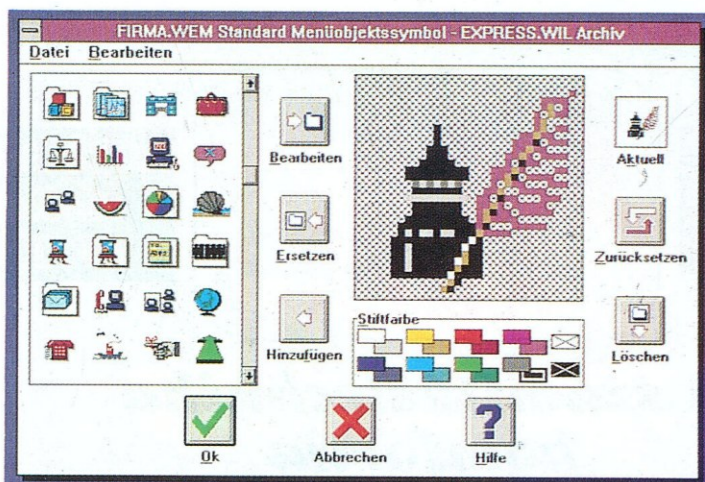 FIRMA.WEM Standard Menüobjektssymbol - EXPRESS.WIL Archiv
Datei Bearbeiten
Bearbeiten
Aktuell
Ersetzen
Zurücksetzen
Hinzufügen
Stiftfarbe
Löschen
Ok
Abbrechen
Hilfe